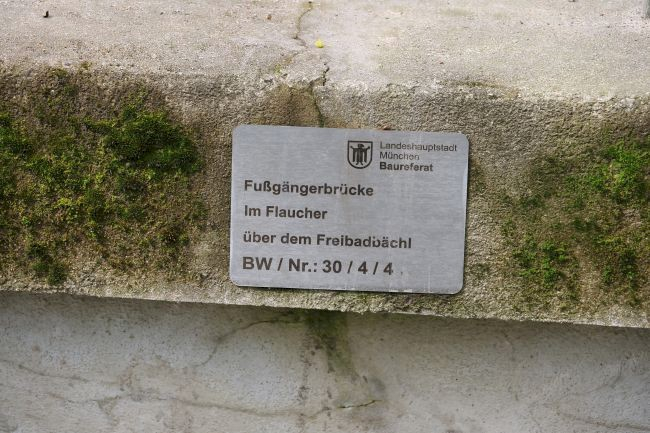 Landeshauptstadt
München
Baureferat
Fußgängerbrücke
Im Flaucher
über dem Freibadbächl
BW / Nr.: 30 / 4 / 4